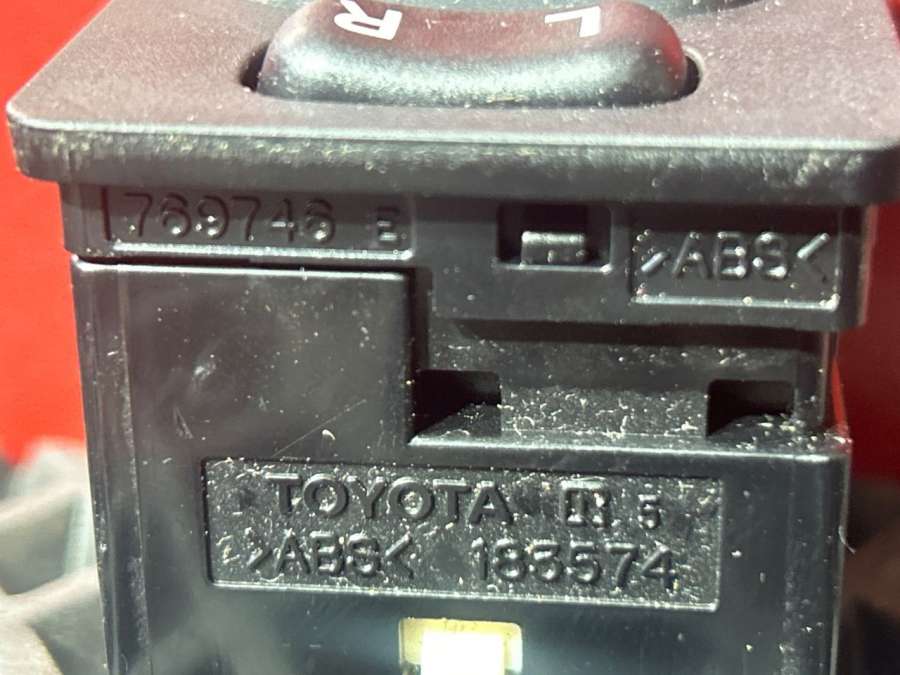 R L
769746 E
>ABS<
TOYOTA R 5
>ABS< 183574